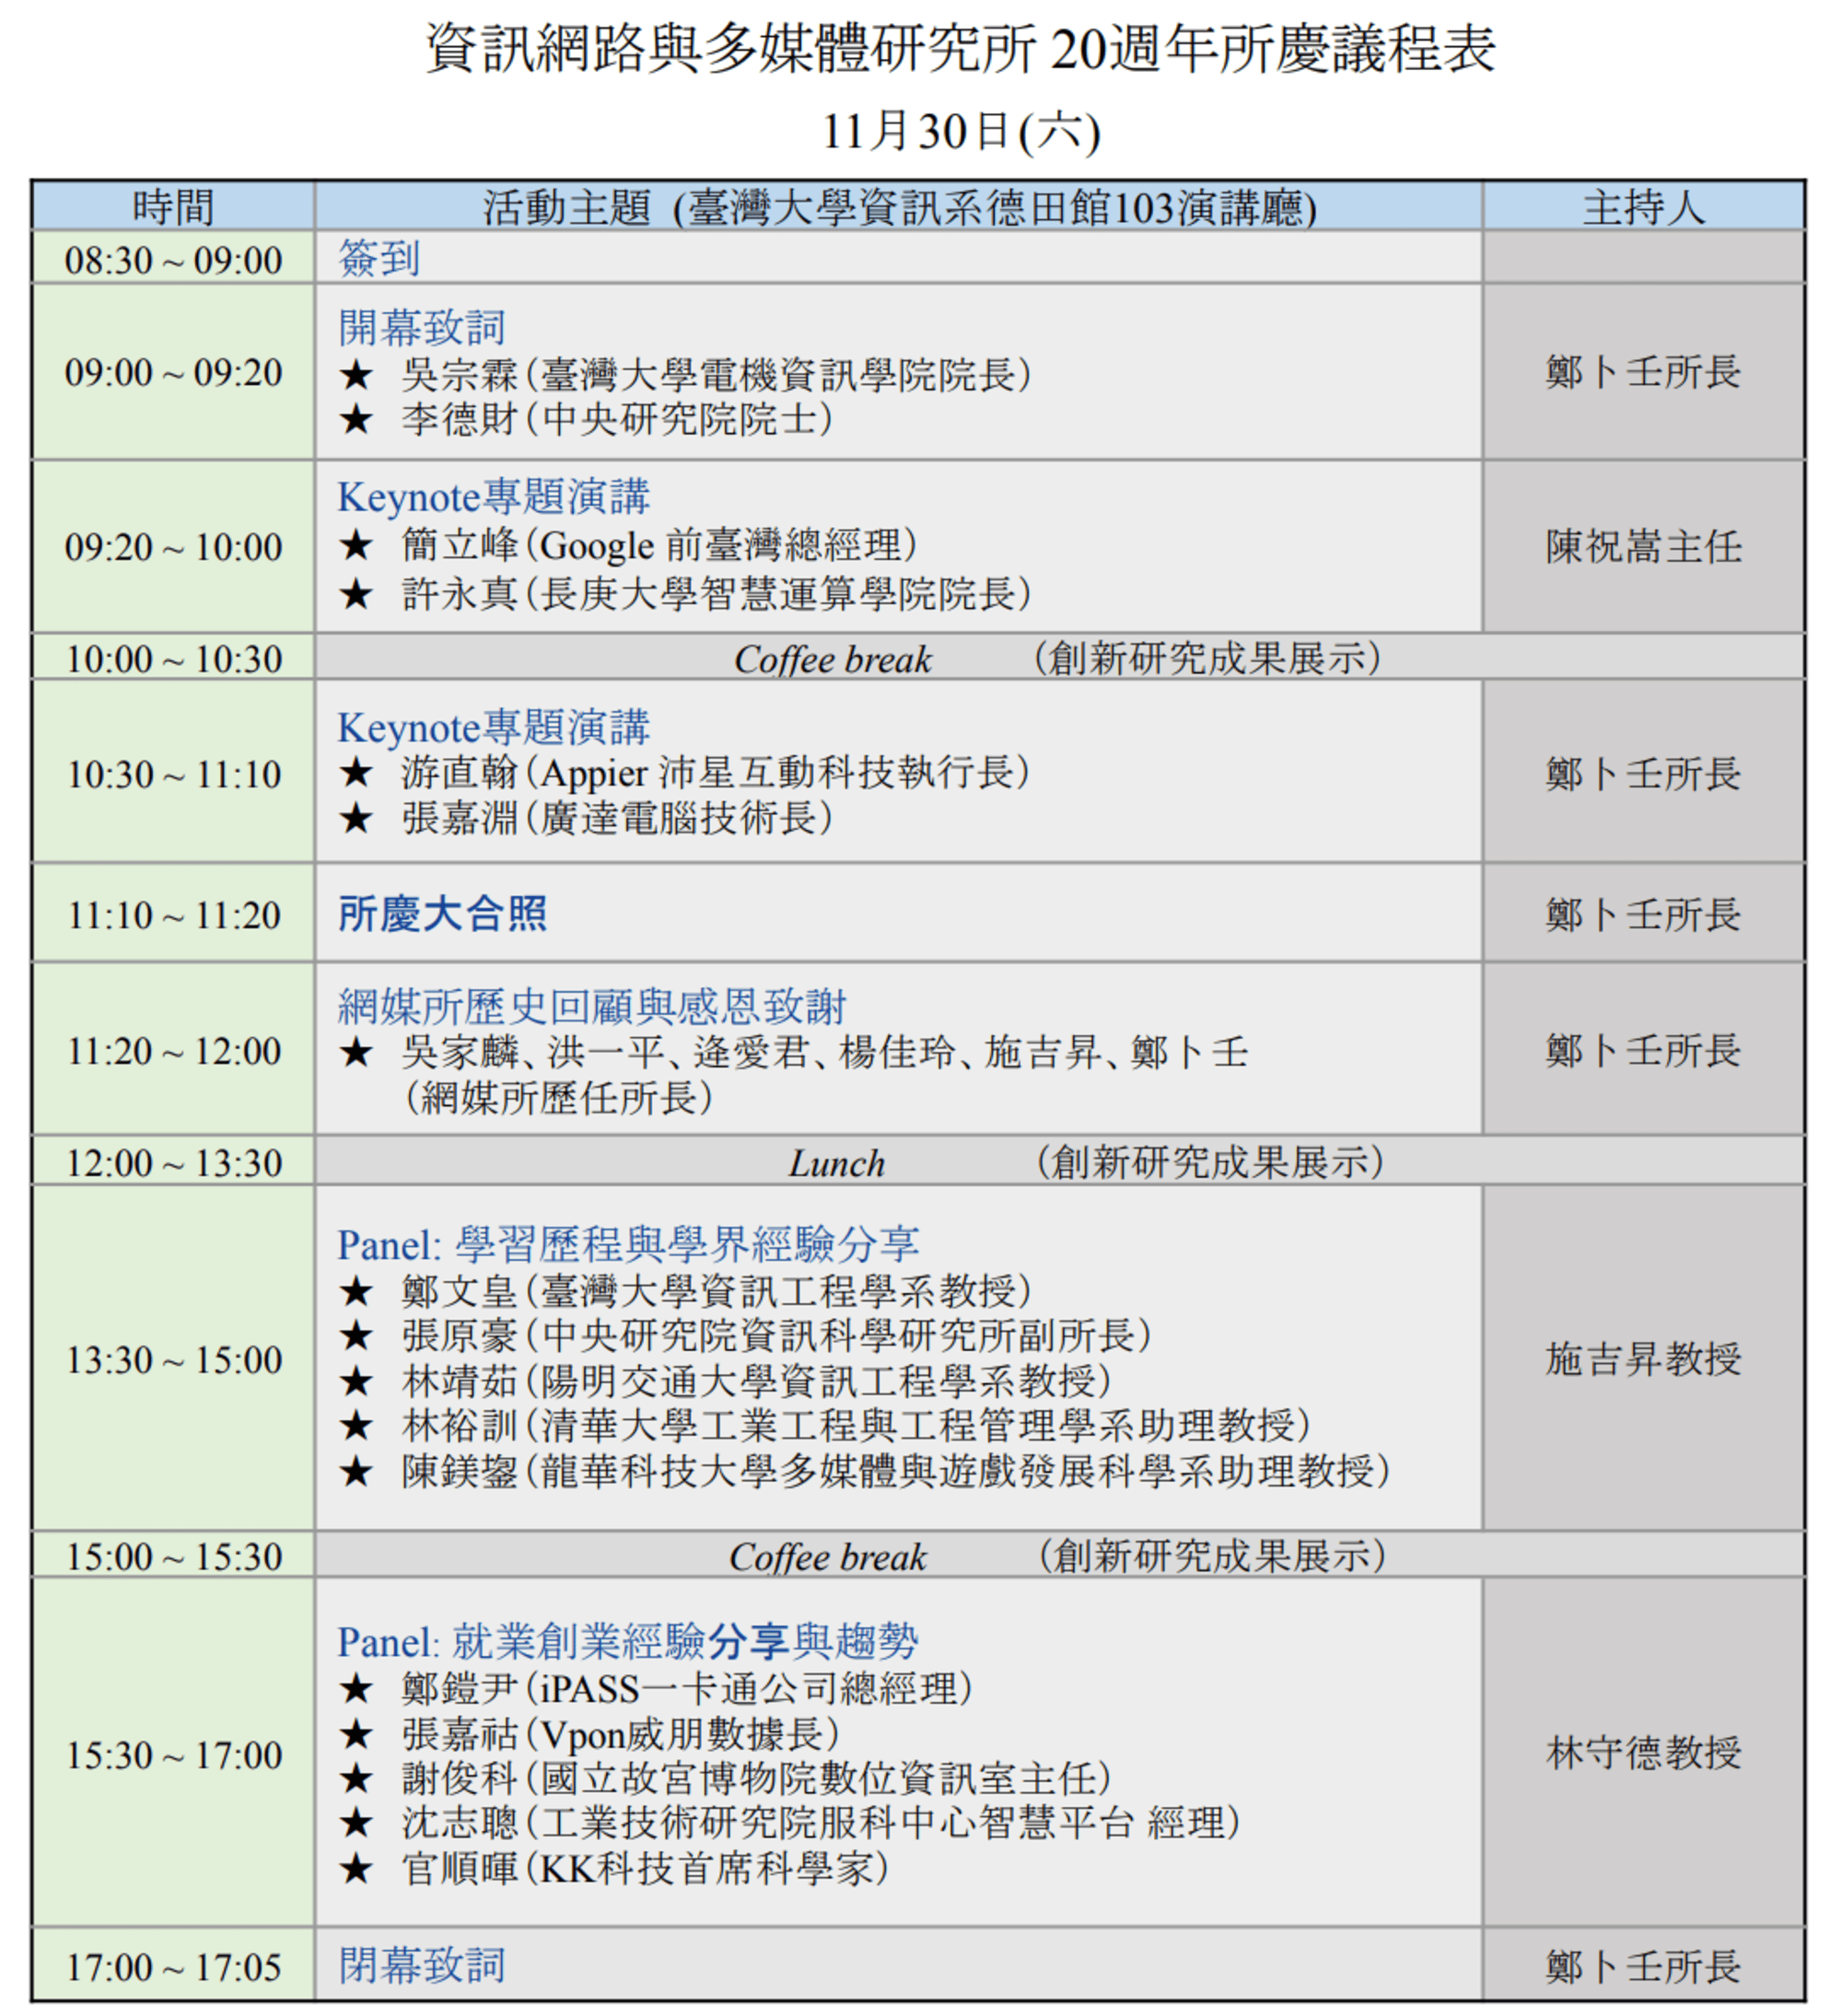 資訊網路與多媒體研究所 20週年所慶議程表
11月30日(六)
時間 活動主題 (臺灣大學資訊系德田館103演講廳) 主持人
08:30 ~ 09:00 簽到
開幕致詞
★ 吳宗霖(臺灣大學電機資訊學院院長)
09:00 ~ 09:20 鄭卜壬所長
★ 李德財(中央研究院院士)
Keynote專題演講
★ 簡立峰(Google 前臺灣總經理)
09:20 ~ 10:00 陳祝嵩主任
★ 許永真(長庚大學智慧運算學院院長)
10:00 ~ 10:30 Coffee break (創新研究成果展示)
Keynote專題演講
★ 游直翰(Appier 沛星互動科技執行長)
10:30 ~ 11:10 鄭卜壬所長
★ 張嘉淵(廣達電腦技術長)
11:10 ~ 11:20 所慶大合照 鄭卜壬所長
網媒所歷史回顧與感恩致謝
11:20 ~ 12:00 ★ 吳家麟、洪一平、逄愛君、楊佳玲、施吉昇、鄭卜壬 鄭卜壬所長
(網媒所歷任所長)
12:00 ~ 13:30 Lunch (創新研究成果展示)
Panel: 學習歷程與學界經驗分享
★ 鄭文皇(臺灣大學資訊工程學系教授)
★ 張原豪(中央研究院資訊科學研究所副所長)
13:30 ~ 15:00 施吉昇教授
★ 林靖茹(陽明交通大學資訊工程學系教授)
★ 林裕訓(清華大學工業工程與工程管理學系助理教授)
★ 陳鎂鋆(龍華科技大學多媒體與遊戲發展科學系助理教授)
15:00 ~ 15:30 Coffee break (創新研究成果展示)
Panel: 就業創業經驗分享與趨勢
★ 鄭鎧尹(iPASS一卡通公司總經理)
★ 張嘉祜(Vpon威朋數據長)
15:30 ~ 17:00 林守德教授
★ 謝俊科(國立故宮博物院數位資訊室主任)
★ 沈志聰(工業技術研究院服科中心智慧平台 經理)
★ 官順暉(KK科技首席科學家)
17:00 ~ 17:05 閉幕致詞 鄭卜壬所長